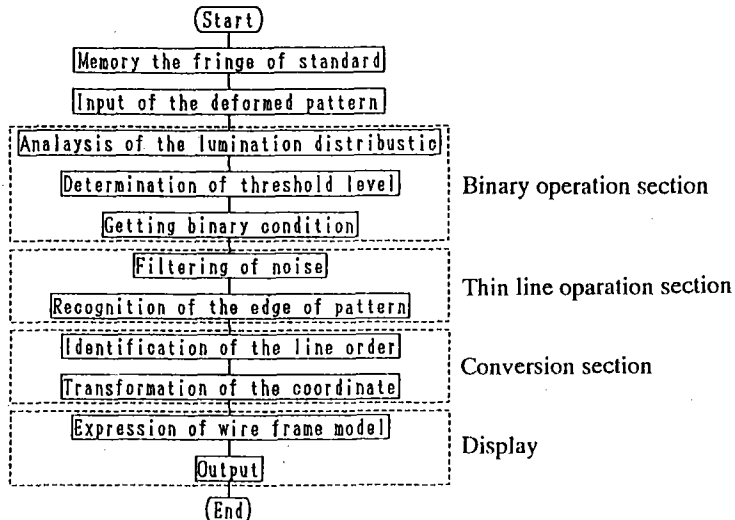 Start
Memory the fringe of standard
Input of the deformed pattern
Analaysis of the lumination distribustic
Determination of threshold level
Getting binary condition
Binary operation section
Filtering of noise
Recognition of the edge of pattern
Thin line oparation section
Identification of the line order
Transformation of the coordinate
Conversion section
Expression of wire frame model
Output
Display
End